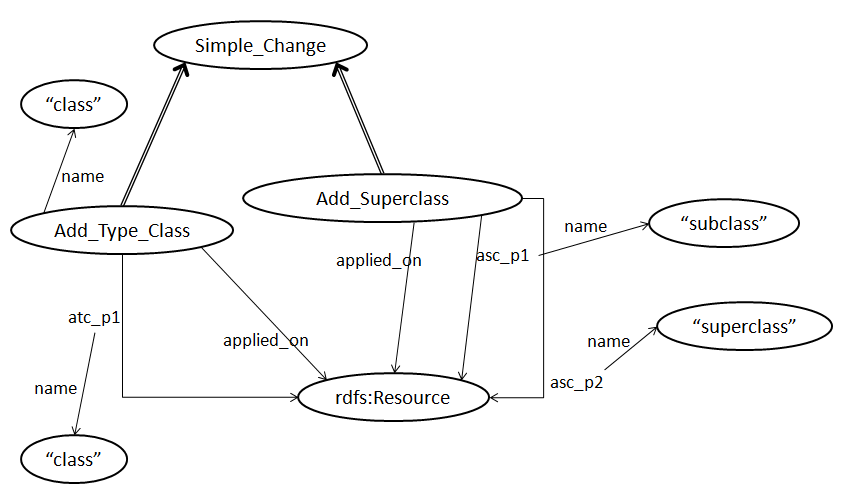 Simple_Change
“class”
name
Add_Superclass
Add_Type_Class
name
“subclass”
applied_on
asc_p1
atc_p1
“superclass”
applied_on
name
asc_p2
name
rdfs:Resource
“class”